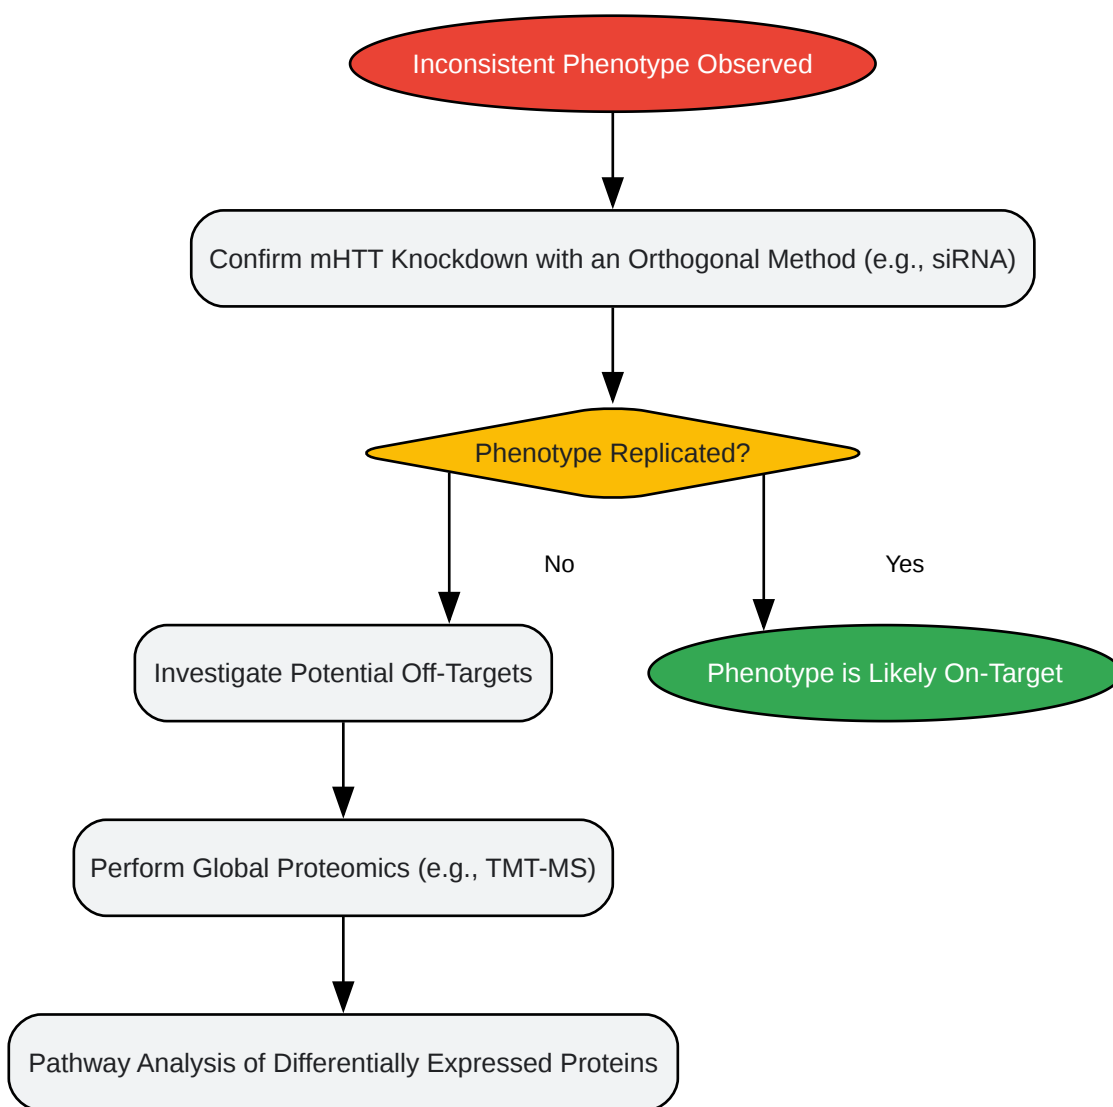 Inconsistent Phenotype Observed
Confirm mHTT Knockdown with an Orthogonal Method (e.g., siRNA)
Phenotype Replicated?
No
Yes
Investigate Potential Off-Targets
Phenotype is Likely On-Target
Perform Global Proteomics (e.g., TMT-MS)
Pathway Analysis of Differentially Expressed Proteins